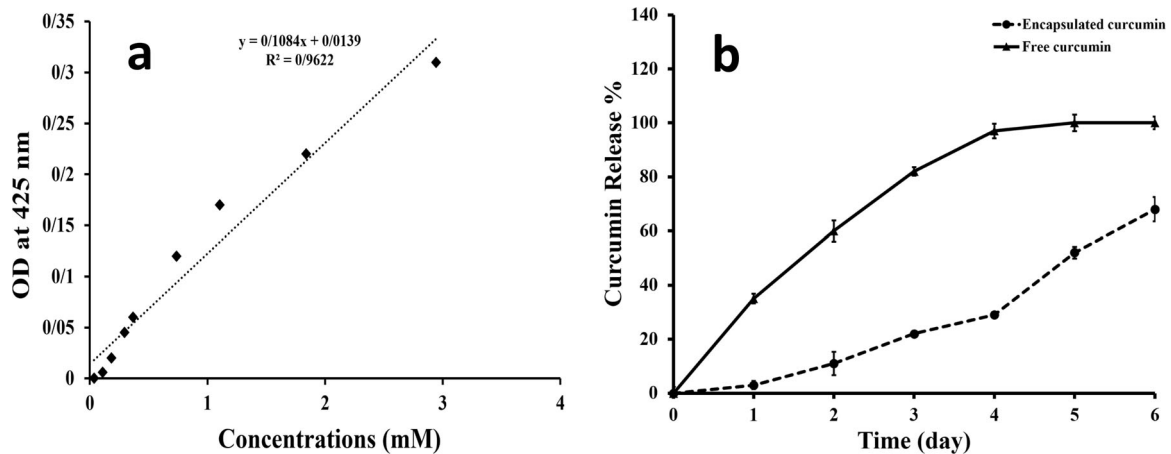 a
y = 0/1084x + 0/0139
R² = 0/9622
0/35
0/3
0/25
0/2
0/15
0/1
0/05
0
OD at 425 nm
0 1 2 3 4
Concentrations (mM)
b
Encapsulated curcumin
Free curcumin
140
120
100
80
60
40
20
0
Curcumin Release %
0 1 2 3 4 5 6
Time (day)